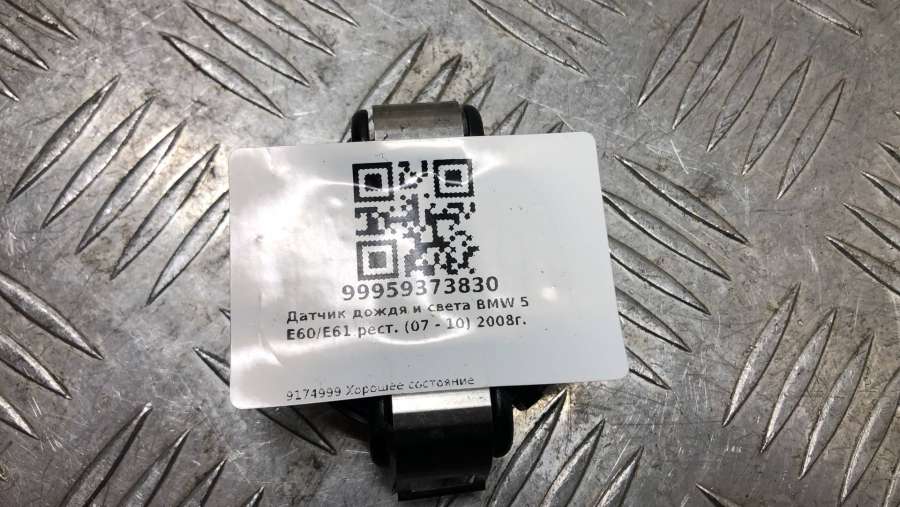 99959373830
Датчик дождя и света BMW 5
E60/E61 рест. (07 - 10) 2008г.
9174999 Хорошее состояние